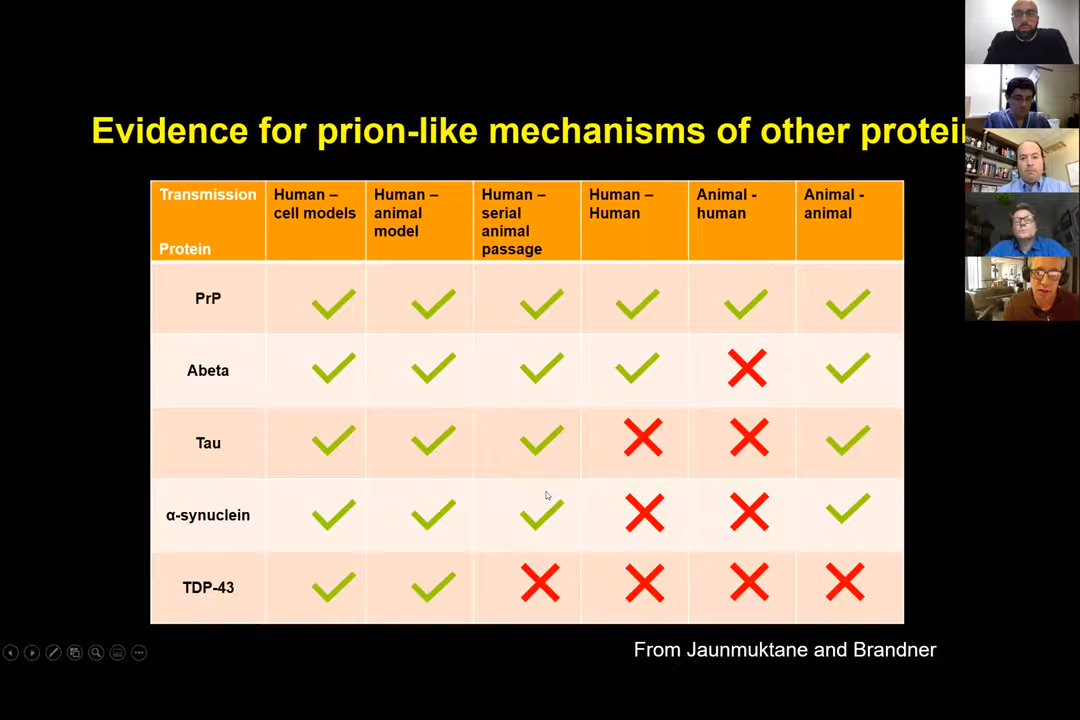 Evidence for prion-like mechanisms of other protein
Transmission
Protein
Human –
cell models
Human –
animal
model
Human –
serial
animal
passage
Human –
Human
Animal -
human
Animal -
animal
PrP
Abeta
Tau
α-synuclein
TDP-43
From Jaunmuktane and Brandner